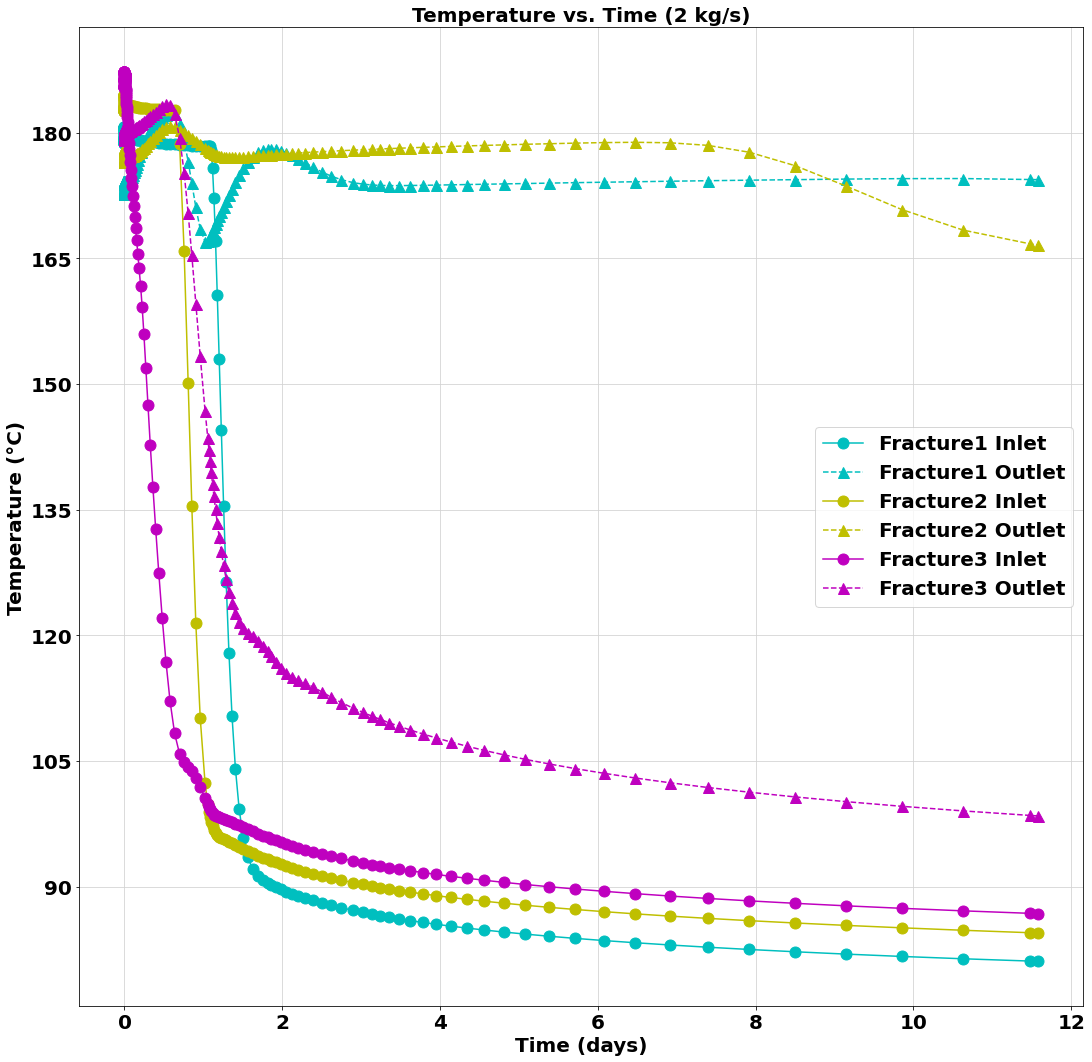 Temperature vs. Time (2 kg/s)
Temperature (°C)
180
165
150
135
120
105
90
Fracture1 Inlet
Fracture1 Outlet
Fracture2 Inlet
Fracture2 Outlet
Fracture3 Inlet
Fracture3 Outlet
0 2 4 6 8 10 12
Time (days)